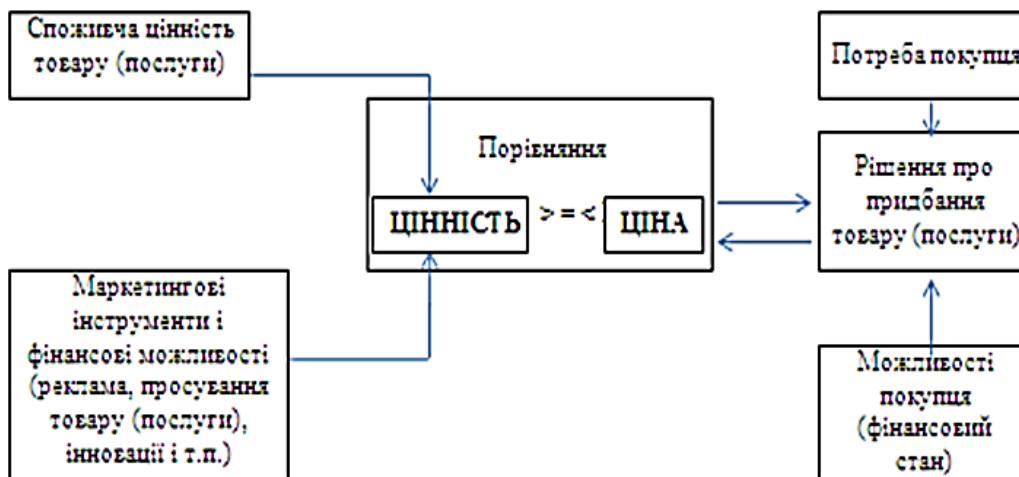 Споживча цінність
товару (послуги)
Потреба покупця
Порівняння
ЦІННІСТЬ > = < ЦІНА
Рішення про
придбання
товару (послуги)
Маркетингові
інструменти і
фінансові можливості
(реклама, просування
товару (послуги),
інновації і т.п.)
Можливості
покупця
(фінансовий
стан)